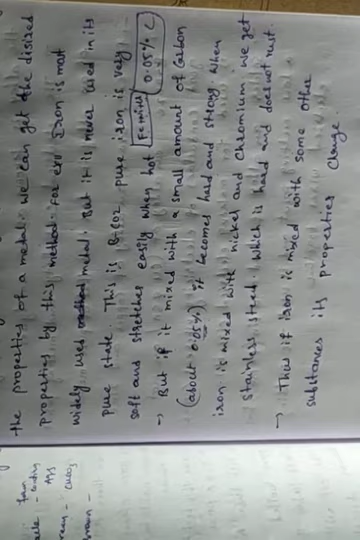 the properties of a metal. We can get the disired
properties by this method. For ex: Iron is most
widely used metal. But it is never used in its
pure state. This is Bcoz pure iron is very
soft and stretches easily when hot 0.05% C
→ But if it mixed with a small amount of Carbon
(about 0.05%) it becomes hard and strong when
iron is mixed with nickel and Chromium we get
stainless steel. Which is hard and does not rust.
→ Thus if iron is mixed with some other
substances its properties change.